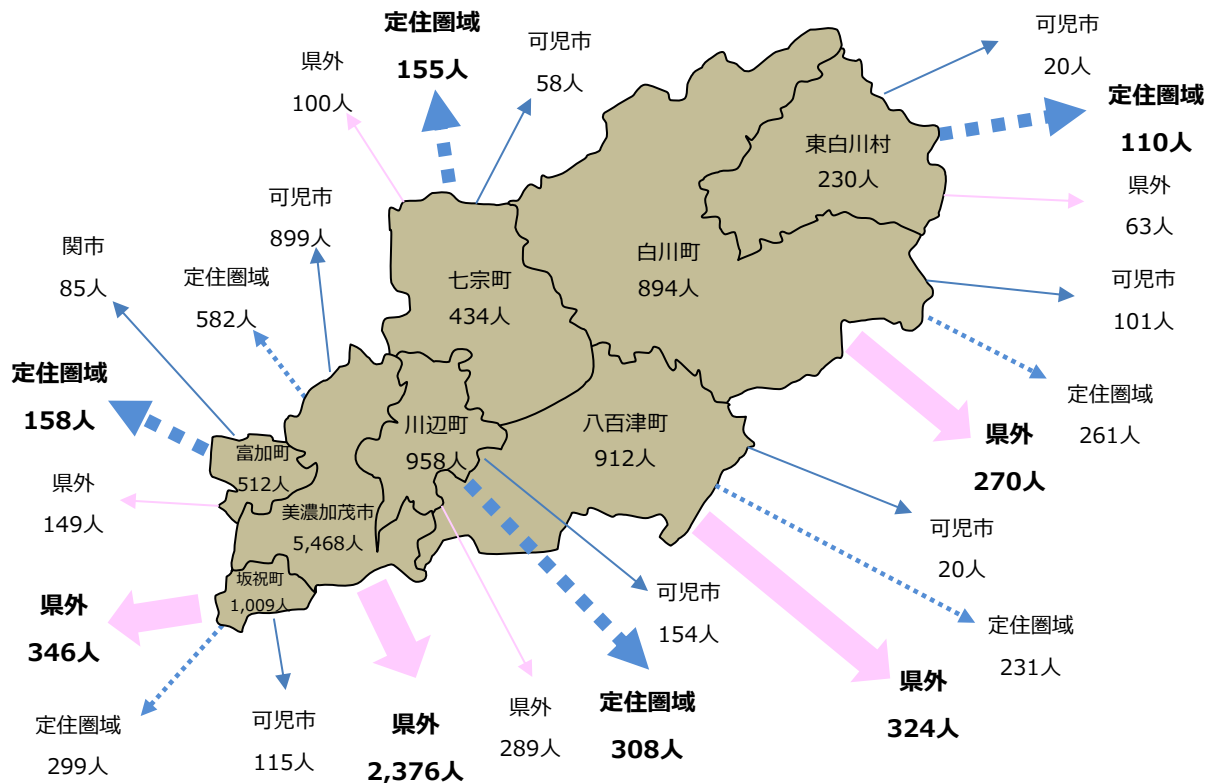 定住圏域
155人
可児市
58人
県外
100人
可児市
20人
定住圏域
110人
東白川村
230人
県外
63人
可児市
899人
関市
85人
定住圏域
582人
七宗町
434人
白川町
894人
可児市
101人
定住圏域
158人
定住圏域
261人
川辺町
958人
八百津町
912人
県外
270人
富加町
512人
県外
149人
美濃加茂市
5,468人
可児市
20人
坂祝町
1,009人
可児市
154人
県外
346人
定住圏域
231人
県外
324人
定住圏域
299人
可児市
115人
県外
2,376人
県外
289人
定住圏域
308人